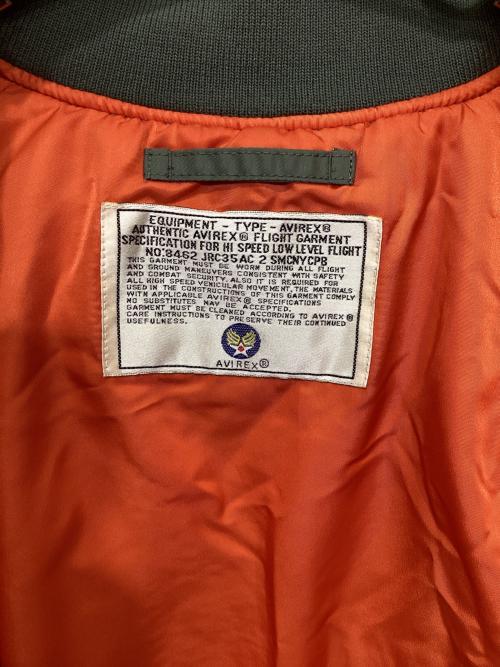 EQUIPMENT - TYPE - AVIREX®
AUTHENTIC AVIREX® FLIGHT GARMENT
SPECIFICATION FOR HI SPEED LOW LEVEL FLIGHT
NO:8462 JRC35AC 2 SMCNYCPB
THIS GARMENT MUST BE WORN DURING ALL FLIGHT
AND GROUND MANEUVERS CONSISTENT WITH SAFETY
AND COMBAT SECURITY. ALSO IT IS REQUIRED FOR
ALL HIGH SPEED VEHICULAR MOVEMENT, THE MATERIALS
USED IN THE CONSTRUCTIONS OF THIS GARMENT COMPLY
WITH APPLICABLE AVIREX® SPECIFICATIONS
NO SUBSTITUTES MAY BE ACCEPTED.
GARMENT MUST BE CLEANED ACCORDING TO AVIREX®
CARE INSTRUCTIONS TO PRESERVE THEIR CONTINUED
USEFULNESS.
AVIREX®